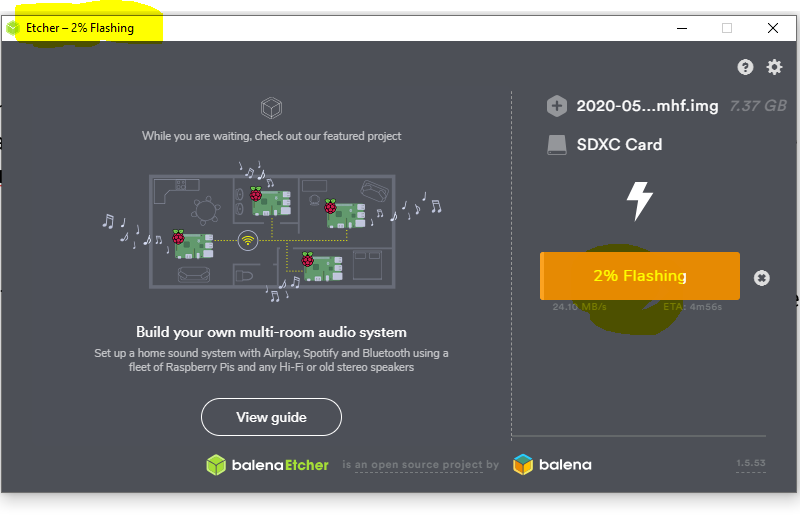 Etcher – 2% Flashing
While you are waiting, check out our featured project
Build your own multi-room audio system
Set up a home sound system with Airplay, Spotify and Bluetooth using a
fleet of Raspberry Pis and any Hi-Fi or old stereo speakers
View guide
2020-05...mhf.img 7.37 GB
SDXC Card
2% Flashing
24.10 MB/s ETA: 4m56s
balenaEtcher is an open source project by balena 1.5.53